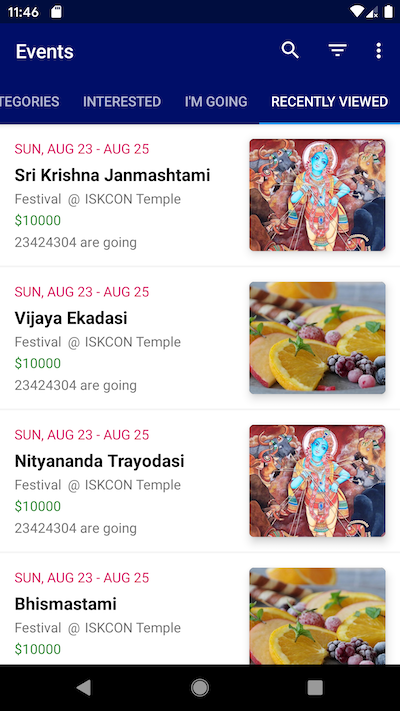 11:46
Events
TEGORIES INTERESTED I'M GOING RECENTLY VIEWED
SUN, AUG 23 - AUG 25
Sri Krishna Janmashtami
Festival @ ISKCON Temple
$10000
23424304 are going
SUN, AUG 23 - AUG 25
Vijaya Ekadasi
Festival @ ISKCON Temple
$10000
23424304 are going
SUN, AUG 23 - AUG 25
Nityananda Trayodasi
Festival @ ISKCON Temple
$10000
23424304 are going
SUN, AUG 23 - AUG 25
Bhismastami
Festival @ ISKCON Temple
$10000